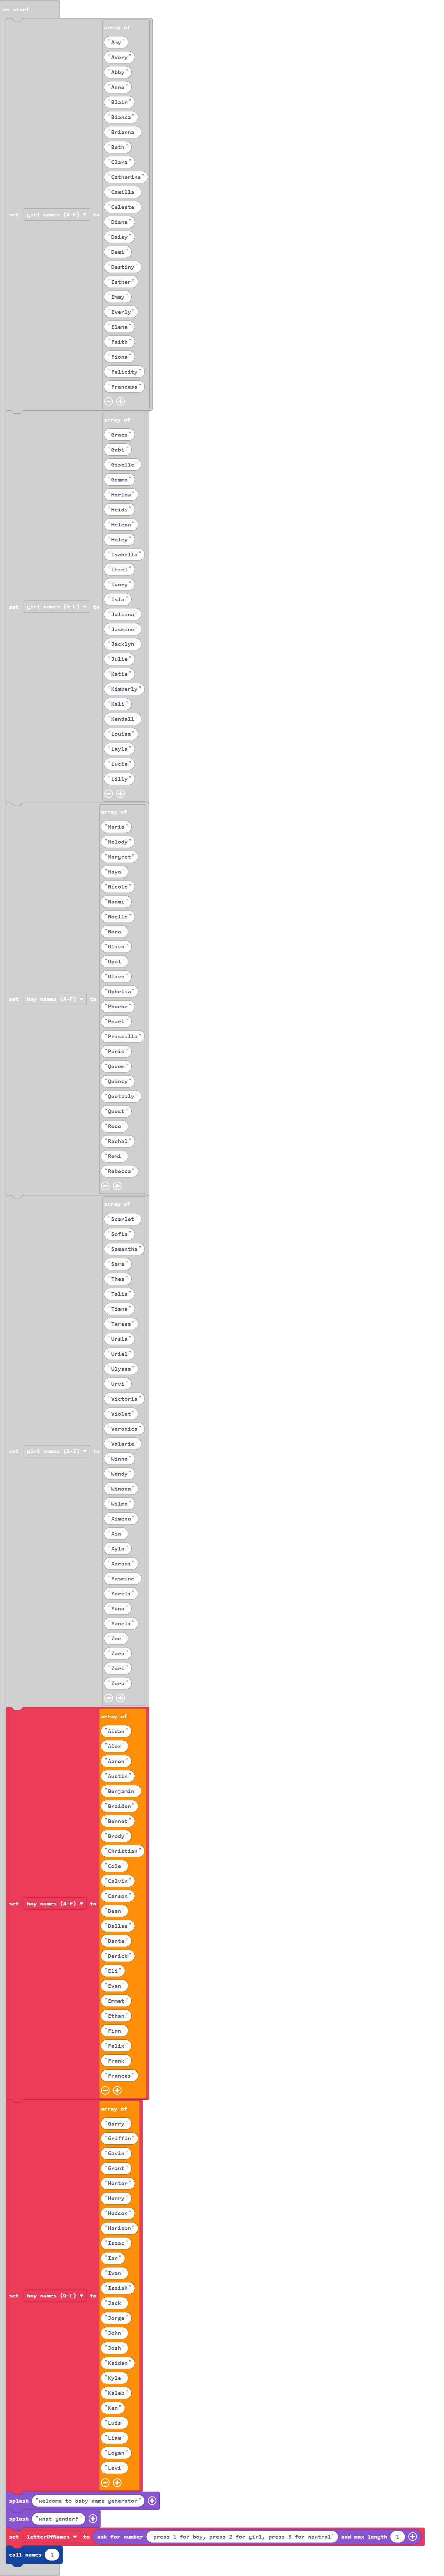 on start
array of
"Amy"
"Avery"
"Abby"
"Anne"
"Blair"
"Bianca"
"Brianna"
"Beth"
"Clara"
"Catherine"
"Camilla"
"Celeste"
set girl names (A-F) to
"Diana"
"Daisy"
"Demi"
"Destiny"
"Esther"
"Emmy"
"Everly"
"Elena"
"Faith"
"Fiona"
"Felicity"
"Francesa"
array of
"Grace"
"Gabi"
"Giselle"
"Gemma"
"Harlow"
"Heidi"
"Helena"
"Haley"
"Isabella"
"Itzel"
"Ivory"
"Isla"
set girl names (G-L) to
"Juliana"
"Jasmine"
"Jacklyn"
"Julie"
"Katie"
"Kimberly"
"Kali"
"Kendall"
"Louisa"
"Layla"
"Lucie"
"Lilly"
array of
"Maria"
"Melody"
"Margret"
"Maya"
"Nicole"
"Naomi"
"Noelle"
"Nora"
"Oliva"
"Opal"
"Olive"
"Ophelia"
set boy names (A-F) to
"Phoebe"
"Pearl"
"Priscilla"
"Paris"
"Queen"
"Quincy"
"Quetzaly"
"Quest"
"Rosa"
"Rachel"
"Remi"
"Rebecca"
array of
"Scarlet"
"Sofia"
"Samantha"
"Sara"
"Thea"
"Talia"
"Tiana"
"Teresa"
"Ursla"
"Uriel"
"Ulyssa"
"Urvi"
"Victoria"
"Violet"
"Veronica"
"Valarie"
set girl names (S-Z) to
"Winne"
"Wendy"
"Winona"
"Wilma"
"Ximena"
"Xia"
"Xyla"
"Xarani"
"Yasmine"
"Yareli"
"Yuna"
"Yaneli"
"Zoe"
"Zara"
"Zuri"
"Zora"
array of
"Aidan"
"Alex"
"Aaron"
"Austin"
"Benjamin"
"Braiden"
"Bennet"
"Brody"
"Christian"
"Cole"
"Calvin"
"Carson"
set boy names (A-F) to
"Dean"
"Dallas"
"Dante"
"Derick"
"Eli"
"Evan"
"Emmet"
"Ethan"
"Finn"
"Felix"
"Frank"
"Frances"
array of
"Garry"
"Griffin"
"Gavin"
"Grant"
"Hunter"
"Henry"
"Hudson"
"Harison"
"Isaac"
"Ian"
"Ivan"
"Isaiah"
set boy names (G-L) to
"Jack"
"Jorge"
"John"
"Josh"
"Kaidan"
"Kyle"
"Kaleb"
"Ken"
"Luis"
"Liam"
"Logan"
"Levi"
splash "welcome to baby name generator"
splash "what gender?"
set letterOfNames to ask for number "press 1 for boy, press 2 for girl, press 3 for neutral" and max length 1
call names 1